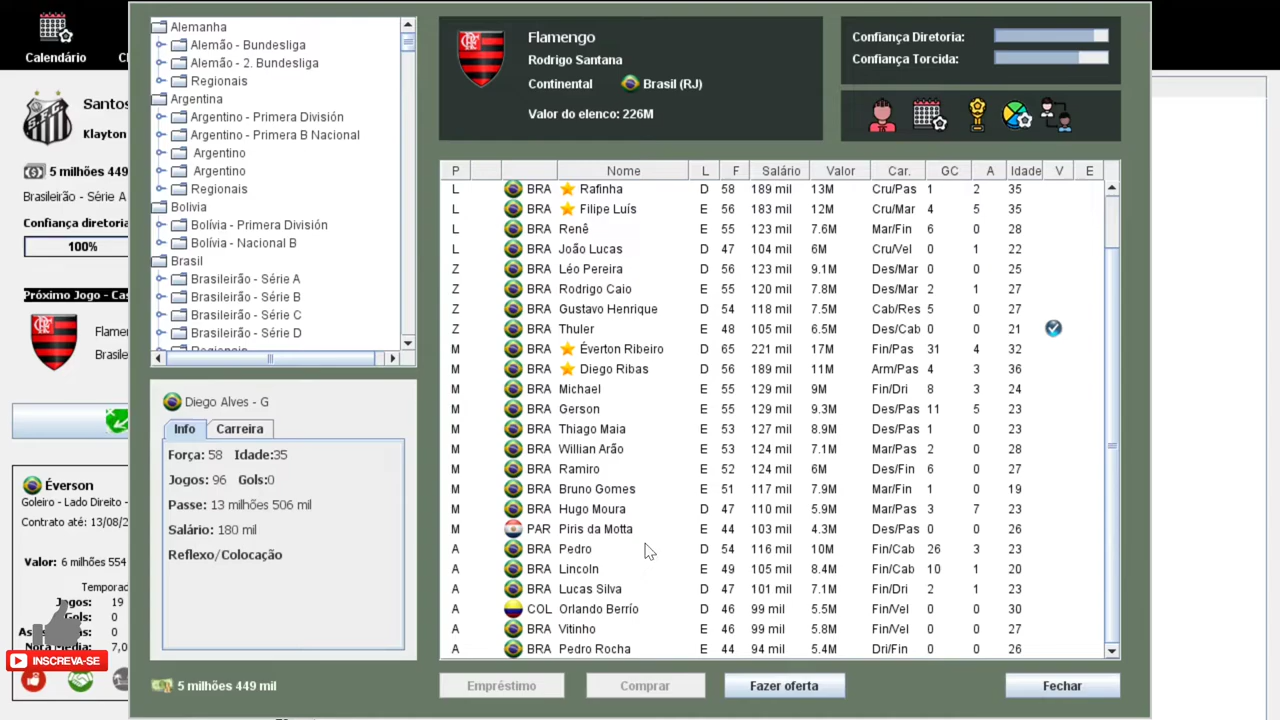 Calendário
Santos
Klayton
5 milhões 449
Brasileirão - Série A
Confiança diretoria
100%
Próximo Jogo - Cas
Flame
Brasile
Éverson
Goleiro - Lado Direito -
Contrato até: 13/08/2
Valor: 6 milhões 554
Temporad
Jogos: 19
Gols: 0
0
7,0
INSCREVA-SE
Alemanha
Alemão - Bundesliga
Alemão - 2. Bundesliga
Regionais
Argentina
Argentino - Primera División
Argentino - Primera B Nacional
Argentino
Argentino
Regionais
Bolivia
Bolívia - Primera División
Bolívia - Nacional B
Brasil
Brasileirão - Série A
Brasileirão - Série B
Brasileirão - Série C
Brasileirão - Série D
Regionais
Diego Alves - G
Info Carreira
Força: 58 Idade:35
Jogos: 96 Gols:0
Passe: 13 milhões 506 mil
Salário: 180 mil
Reflexo/Colocação
5 milhões 449 mil
Flamengo
Rodrigo Santana
Continental Brasil (RJ)
Valor do elenco: 226M
Confiança Diretoria:
Confiança Torcida:
P Nome L F Salário Valor Car. GC A Idade V E
L BRA Rafinha D 58 189 mil 13M Cru/Pas 1 2 35
L BRA Filipe Luís E 56 183 mil 12M Cru/Mar 4 5 35
L BRA Renê E 55 123 mil 7.6M Mar/Fin 6 0 28
L BRA João Lucas D 47 104 mil 6M Cru/Vel 0 1 22
Z BRA Léo Pereira D 56 123 mil 9.1M Des/Mar 0 0 25
Z BRA Rodrigo Caio D 55 120 mil 7.8M Des/Mar 2 1 27
Z BRA Gustavo Henrique D 54 118 mil 7.5M Cab/Res 5 0 27
Z BRA Thuler E 48 105 mil 6.5M Des/Cab 0 0 21
M BRA Éverton Ribeiro D 65 221 mil 17M Fin/Pas 31 4 32
M BRA Diego Ribas D 56 189 mil 11M Arm/Pas 4 3 36
M BRA Michael E 55 129 mil 9M Fin/Dri 8 3 24
M BRA Gerson E 55 129 mil 9.3M Des/Pas 11 5 23
M BRA Thiago Maia E 53 127 mil 8.9M Mar/Pas 0 0 23
M BRA Willian Arão E 53 124 mil 7.1M Mar/Pas 2 0 28
M BRA Ramiro E 52 124 mil 6M Des/Fin 6 0 27
M BRA Bruno Gomes E 51 117 mil 7.9M Mar/Fin 1 0 19
M BRA Hugo Moura D 47 110 mil 5.9M Mar/Pas 3 7 23
M PAR Piris da Motta E 44 103 mil 4.3M Des/Pas 0 0 26
A BRA Pedro D 54 116 mil 10M Fin/Cab 26 3 23
A BRA Lincoln E 49 105 mil 8.4M Fin/Cab 10 1 20
A BRA Lucas Silva D 47 101 mil 7.1M Fin/Dri 2 1 23
A COL Orlando Berrío D 46 99 mil 5.5M Fin/Vel 0 0 30
A BRA Vitinho E 46 99 mil 5.8M Fin/Vel 0 0 27
A BRA Pedro Rocha E 44 94 mil 5.4M Dri/Fin 0 0 26
Empréstimo Comprar Fazer oferta Fechar